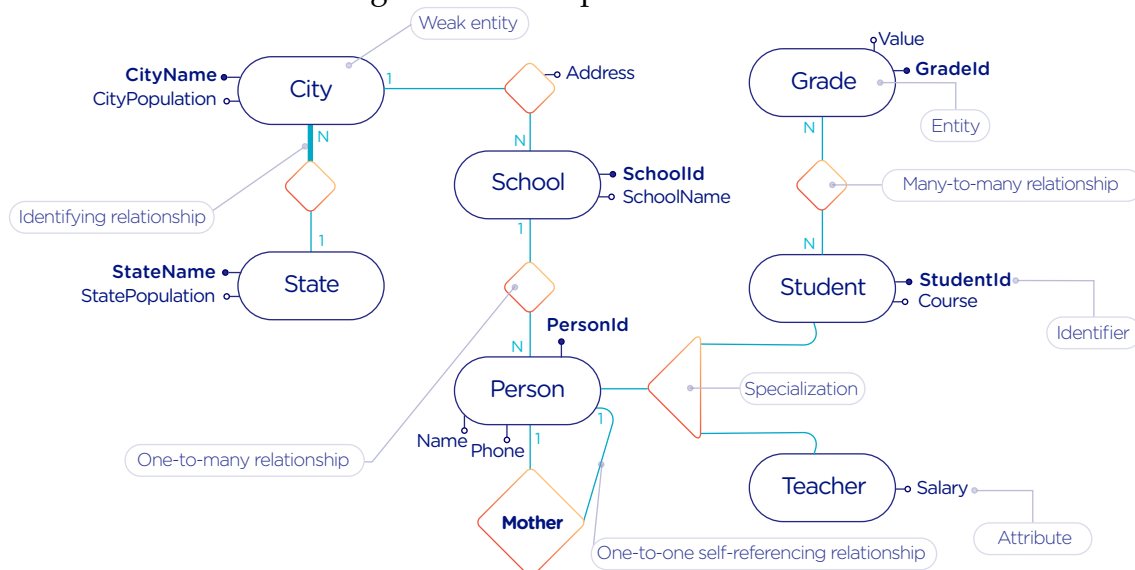 Weak entity
Value
CityName
City
1
Address
Grade
GradeId
CityPopulation
Entity
N
N
N
School
SchoolId
SchoolName
Many-to-many relationship
Identifying relationship
1
1
N
StateName
State
StatePopulation
Student
StudentId
Course
PersonId
Identifier
N
Person
Specialization
Name
Phone
1
1
One-to-many relationship
Teacher
Salary
Mother
Attribute
One-to-one self-referencing relationship